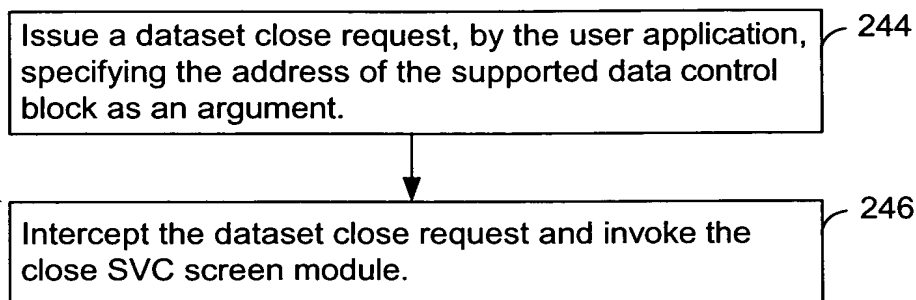 Issue a dataset close request, by the user application,
specifying the address of the supported data control
block as an argument.
244
Intercept the dataset close request and invoke the
close SVC screen module.
246